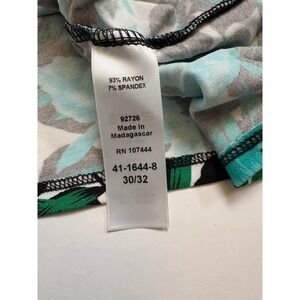 93% RAYON
7% SPANDEX
92726
Made in
Madagascar
RN 107444
41-1644-8
30/32